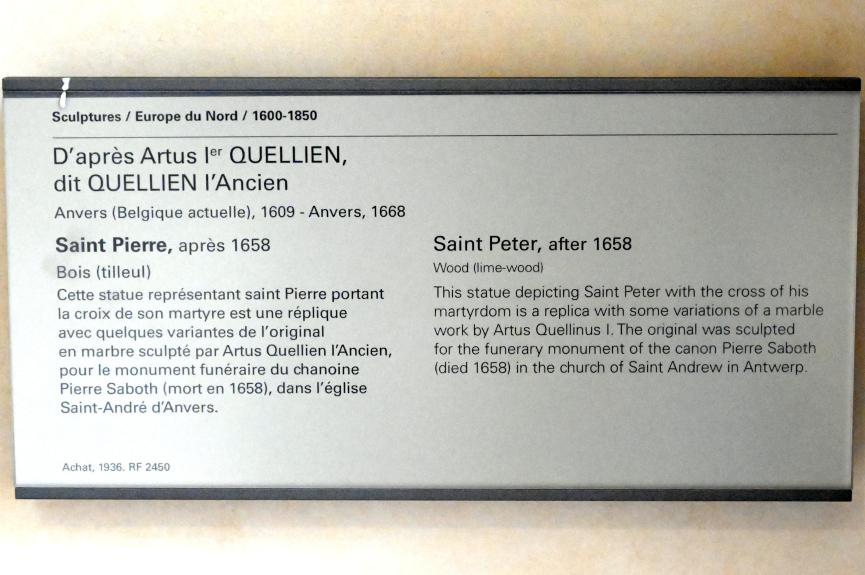 Sculptures / Europe du Nord / 1600-1850
D'après Artus Ier QUELLIEN,
dit QUELLIEN l'Ancien
Anvers (Belgique actuelle), 1609 - Anvers, 1668
Saint Pierre, après 1658
Bois (tilleul)
Cette statue représentant saint Pierre portant
la croix de son martyre est une réplique
avec quelques variantes de l'original
en marbre sculpté par Artus Quellien l'Ancien,
pour le monument funéraire du chanoine
Pierre Saboth (mort en 1658), dans l'église
Saint-André d'Anvers.
Achat, 1936. RF 2450
Saint Peter, after 1658
Wood (lime-wood)
This statue depicting Saint Peter with the cross of his
martyrdom is a replica with some variations of a marble
work by Artus Quellinus I. The original was sculpted
for the funerary monument of the canon Pierre Saboth
(died 1658) in the church of Saint Andrew in Antwerp.